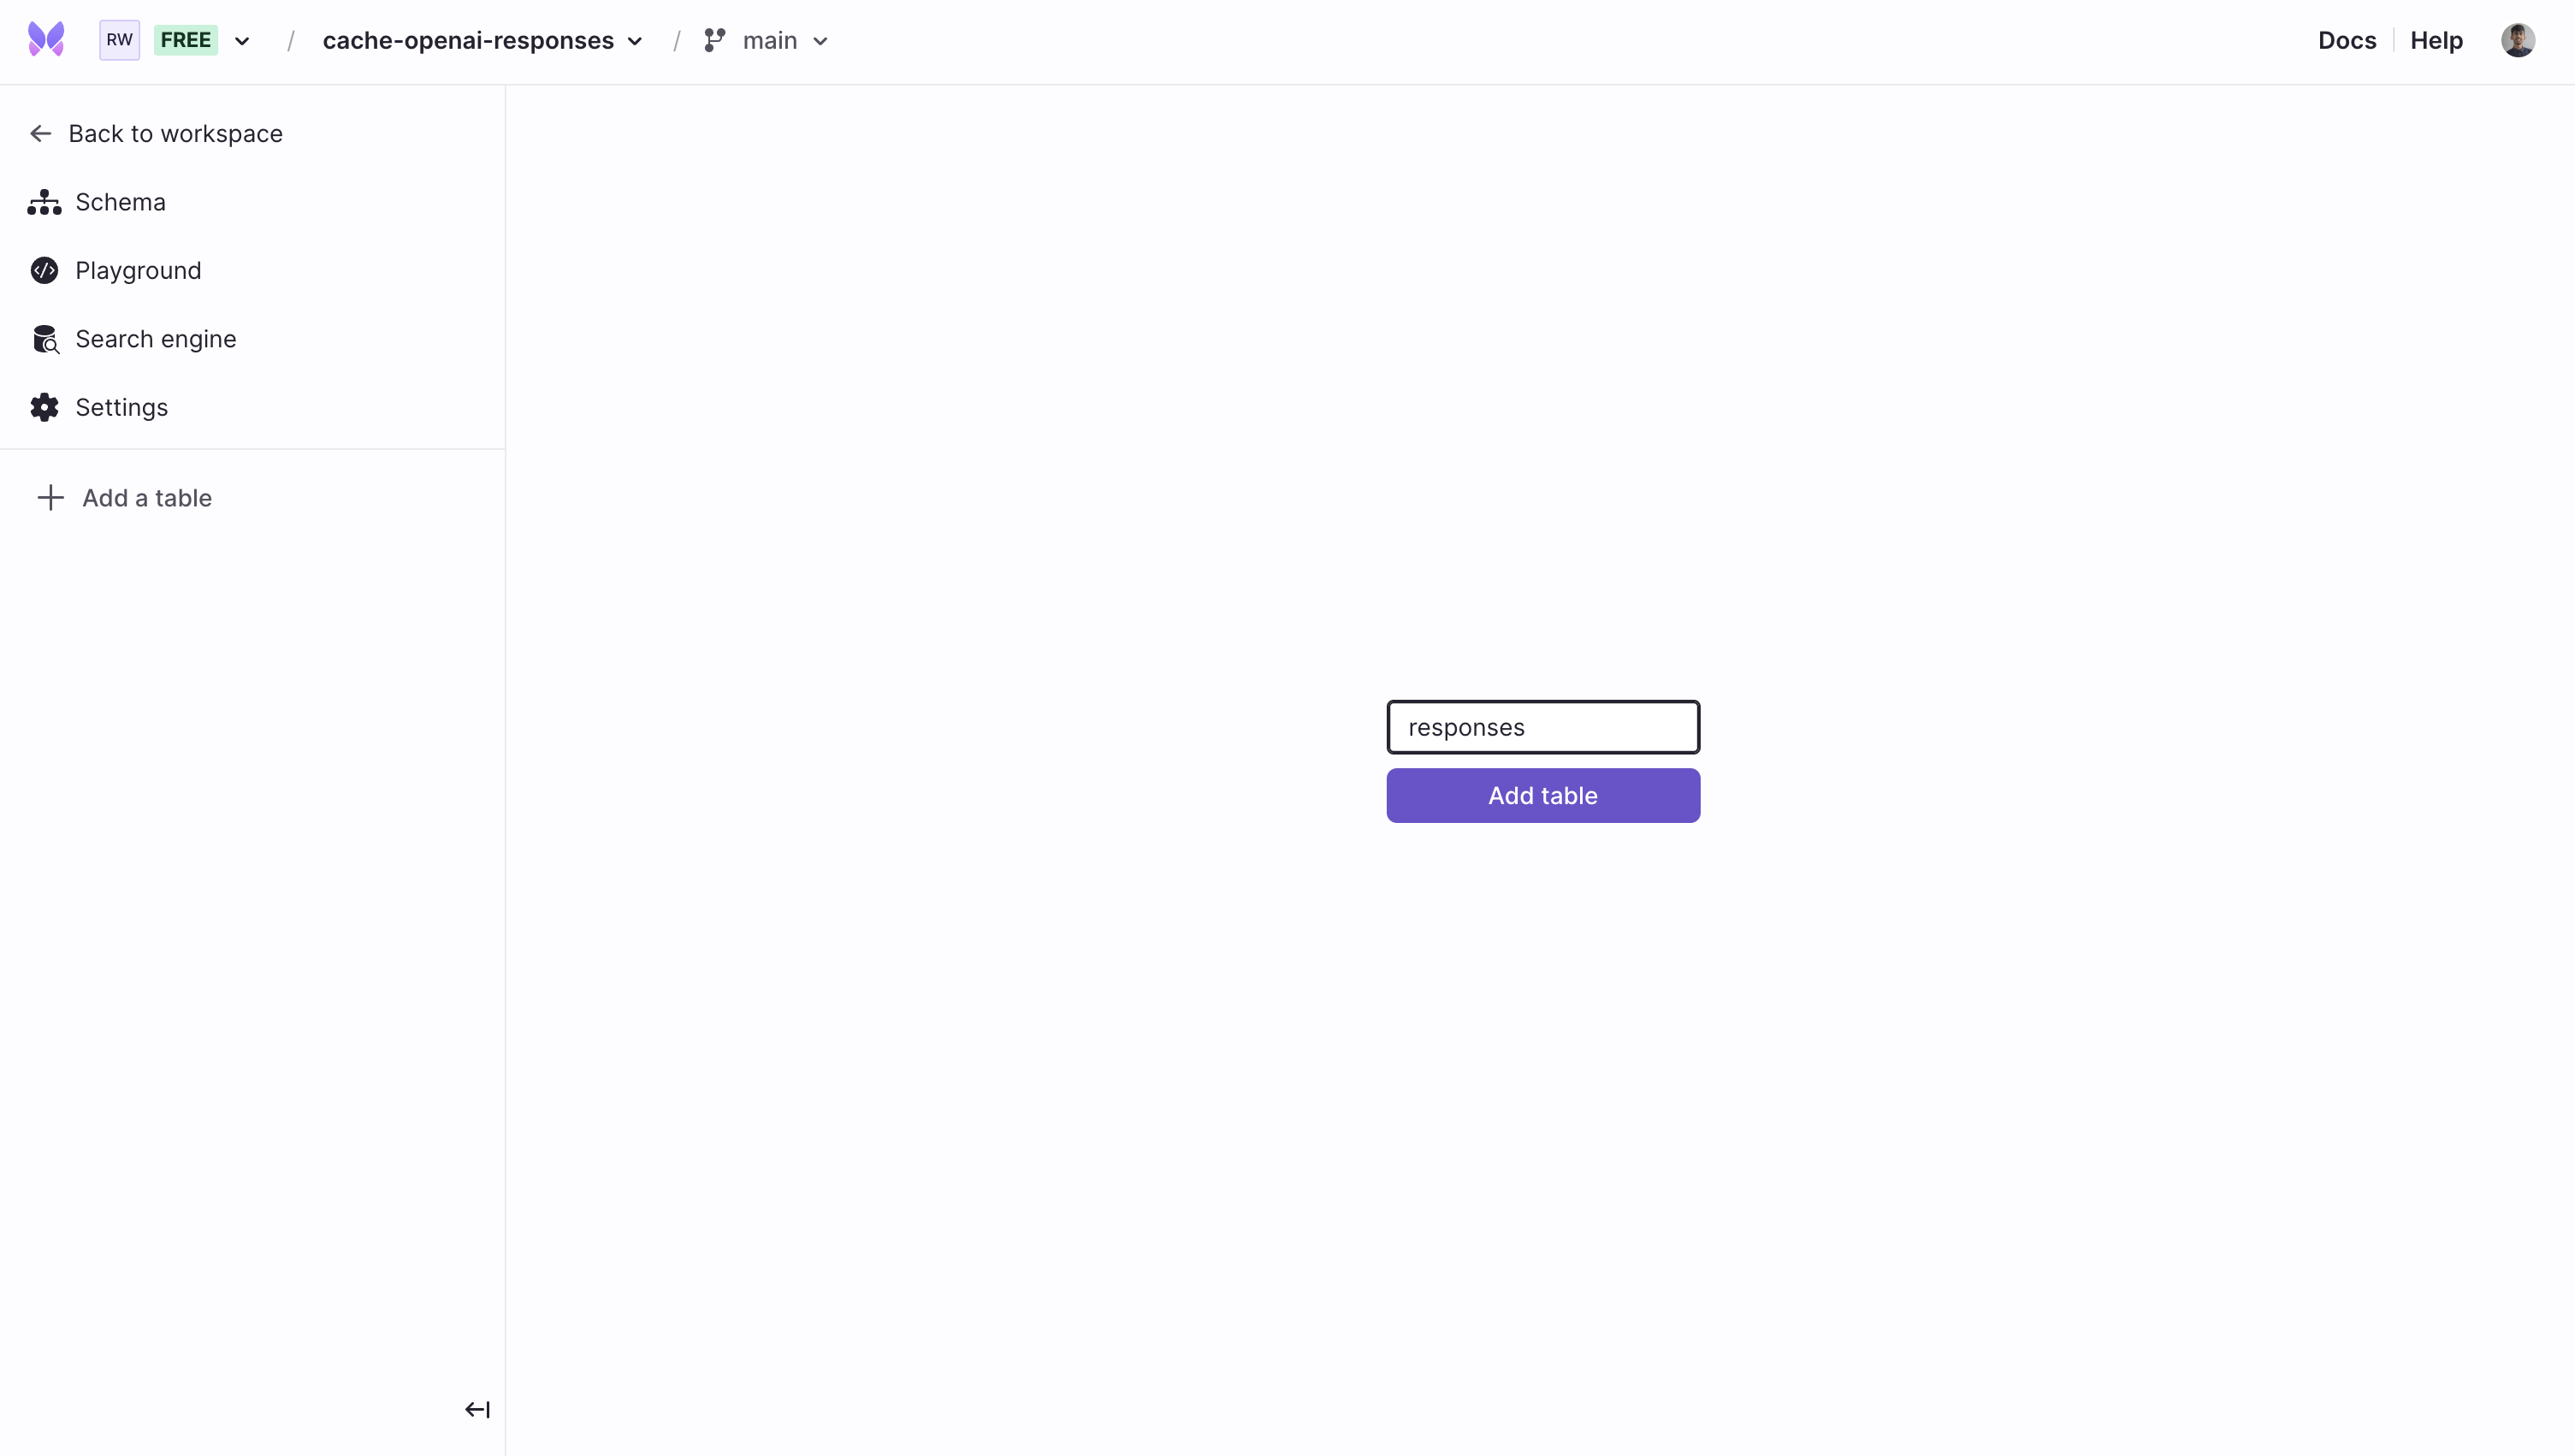 RW FREE / cache-openai-responses / main Docs Help
Back to workspace
Schema
Playground
Search engine
Settings
Add a table
responses
Add table